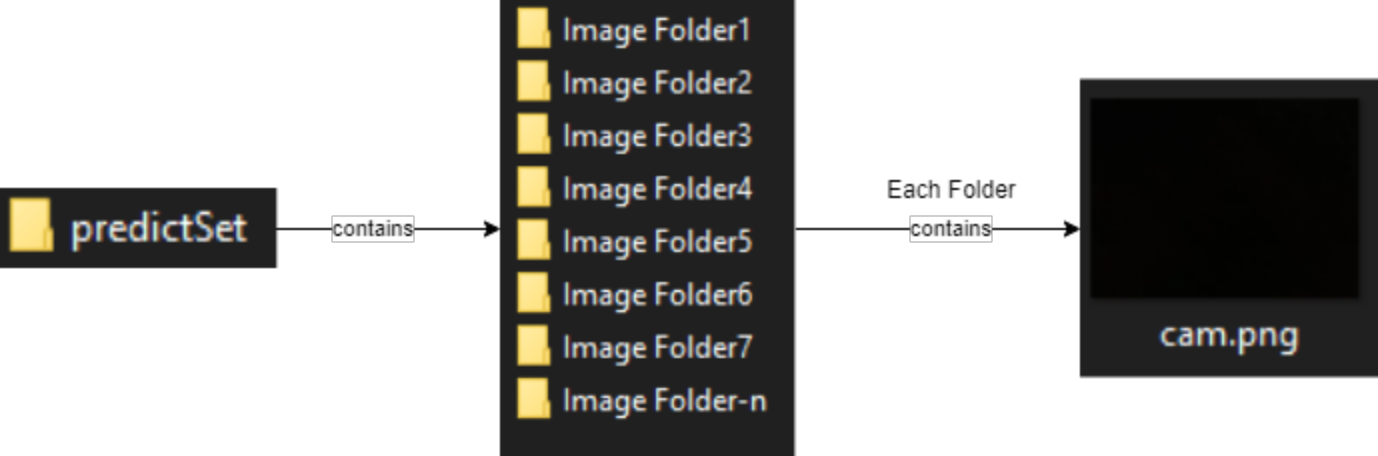 predictSet
contains
Image Folder1
Image Folder2
Image Folder3
Image Folder4
Image Folder5
Image Folder6
Image Folder7
Image Folder-n
Each Folder
contains
cam.png